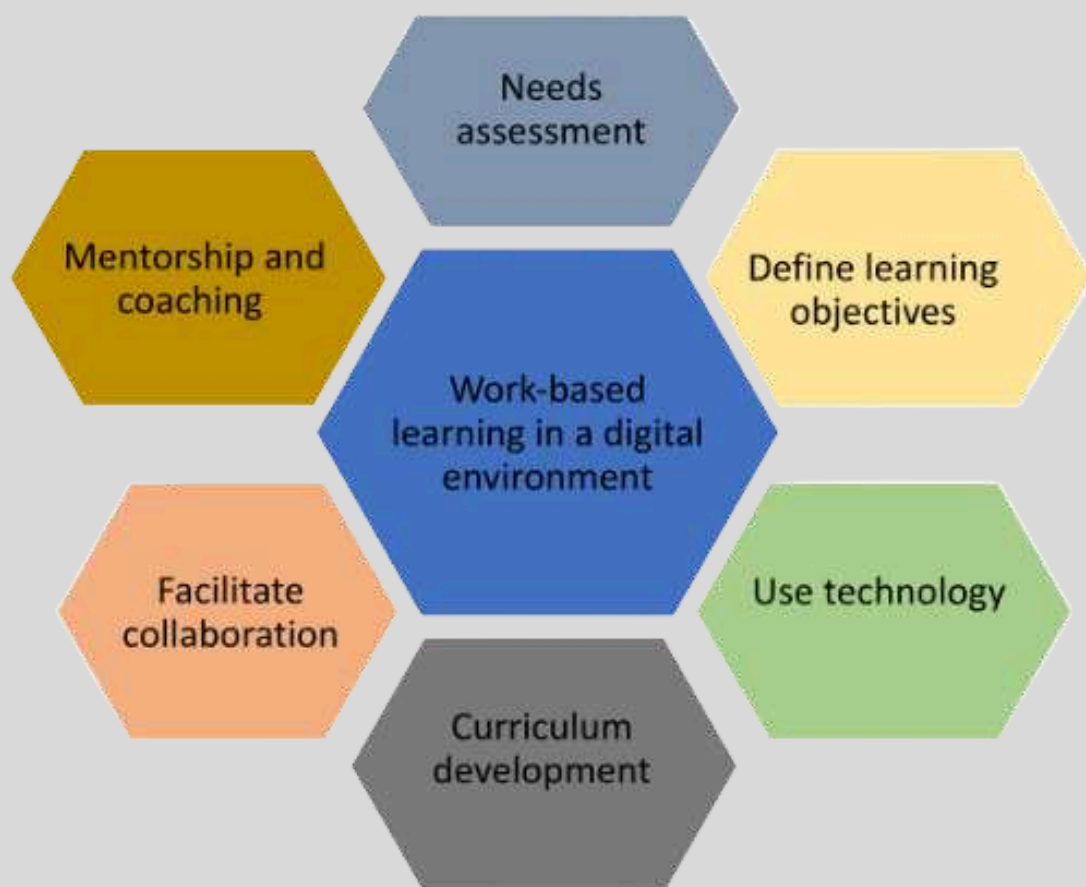 Needs
assessment
Mentorship and
coaching
Define learning
objectives
Work-based
learning in a digital
environment
Facilitate
collaboration
Use technology
Curriculum
development